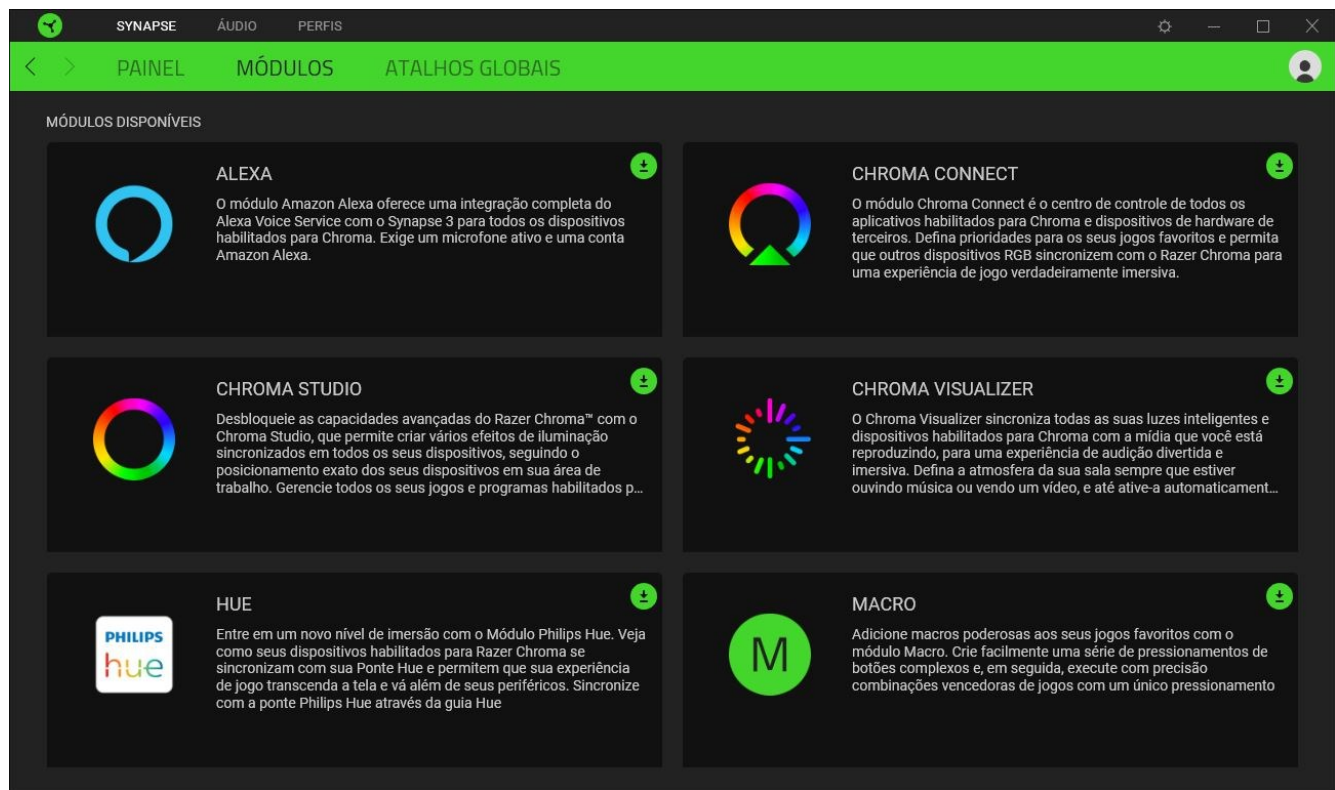 SYNAPSE ÁUDIO PERFIS
PAINEL MÓDULOS ATALHOS GLOBAIS
MÓDULOS DISPONÍVEIS
ALEXA
O módulo Amazon Alexa oferece uma integração completa do
Alexa Voice Service com o Synapse 3 para todos os dispositivos
habilitados para Chroma. Exige um microfone ativo e uma conta
Amazon Alexa.
CHROMA CONNECT
O módulo Chroma Connect é o centro de controle de todos os
aplicativos habilitados para Chroma e dispositivos de hardware de
terceiros. Defina prioridades para os seus jogos favoritos e permita
que outros dispositivos RGB sincronizem com o Razer Chroma para
uma experiência de jogo verdadeiramente imersiva.
CHROMA STUDIO
Desbloqueie as capacidades avançadas do Razer Chroma™ com o
Chroma Studio, que permite criar vários efeitos de iluminação
sincronizados em todos os seus dispositivos, seguindo o
posicionamento exato dos seus dispositivos em sua área de
trabalho. Gerencie todos os seus jogos e programas habilitados p...
CHROMA VISUALIZER
O Chroma Visualizer sincroniza todas as suas luzes inteligentes e
dispositivos habilitados para Chroma com a mídia que você está
reproduzindo, para uma experiência de audição divertida e
imersiva. Defina a atmosfera da sua sala sempre que estiver
ouvindo música ou vendo um vídeo, e até ative-a automaticament...
PHILIPS
hue
HUE
Entre em um novo nível de imersão com o Módulo Philips Hue. Veja
como seus dispositivos habilitados para Razer Chroma se
sincronizam com sua Ponte Hue e permitem que sua experiência
de jogo transcenda a tela e vá além de seus periféricos. Sincronize
com a ponte Philips Hue através da guia Hue
M
MACRO
Adicione macros poderosas aos seus jogos favoritos com o
módulo Macro. Crie facilmente uma série de pressionamentos de
botões complexos e, em seguida, execute com precisão
combinações vencedoras de jogos com um único pressionamento